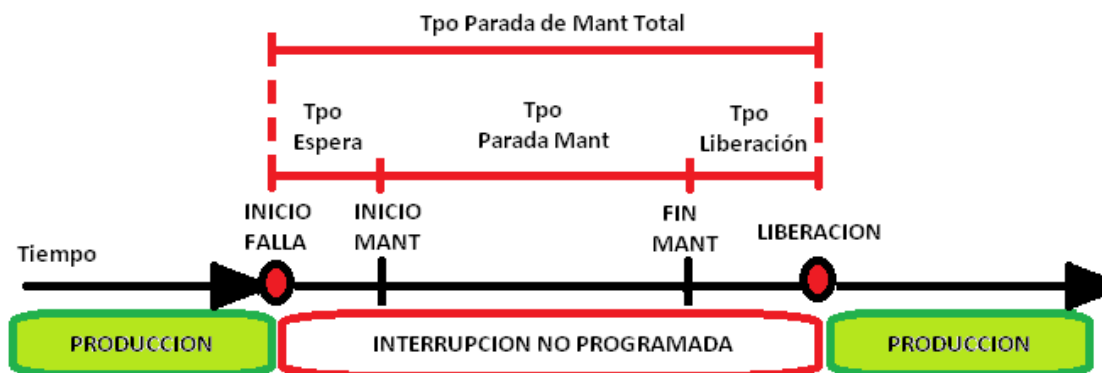 Tpo Parada de Mant Total
Tpo
Espera
Tpo
Parada Mant
Tpo
Liberación
INICIO
FALLA
INICIO
MANT
FIN
MANT
LIBERACION
Tiempo
PRODUCCION
INTERRUPCION NO PROGRAMADA
PRODUCCION